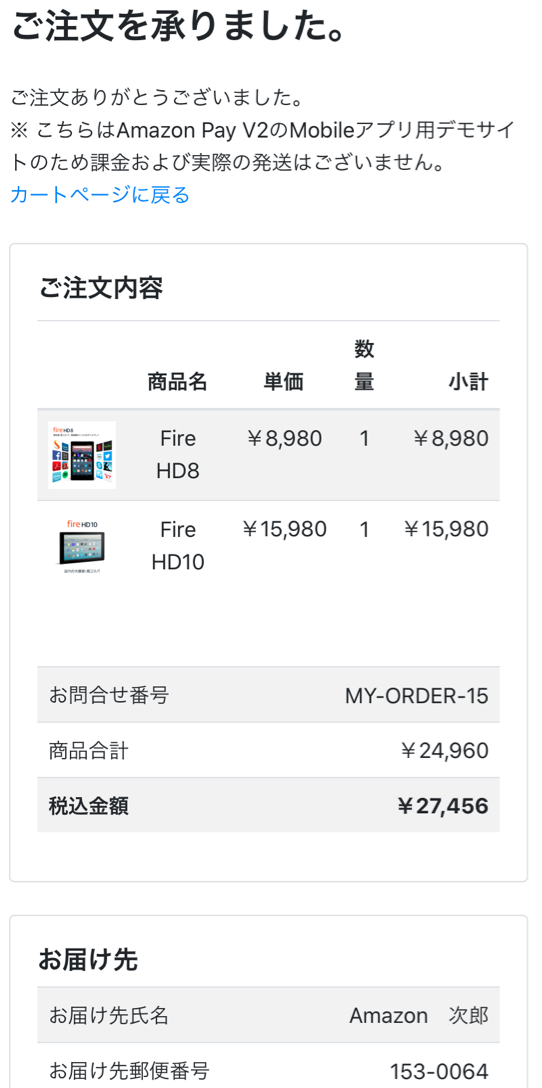 ご注文を承りました。
ご注文ありがとうございました。
※ こちらはAmazon Pay V2のMobileアプリ用デモサイ
トのため課金および実際の発送はございません。
カートページに戻る
ご注文内容
商品名 単価 数量 小計
fire HD8
Fire HD8 ￥8,980 1 ￥8,980
fire HD10
Fire HD10 ￥15,980 1 ￥15,980
お問合せ番号 MY-ORDER-15
商品合計 ￥24,960
税込金額 ￥27,456
お届け先
お届け先氏名 Amazon　次郎
お届け先郵便番号 153-0064